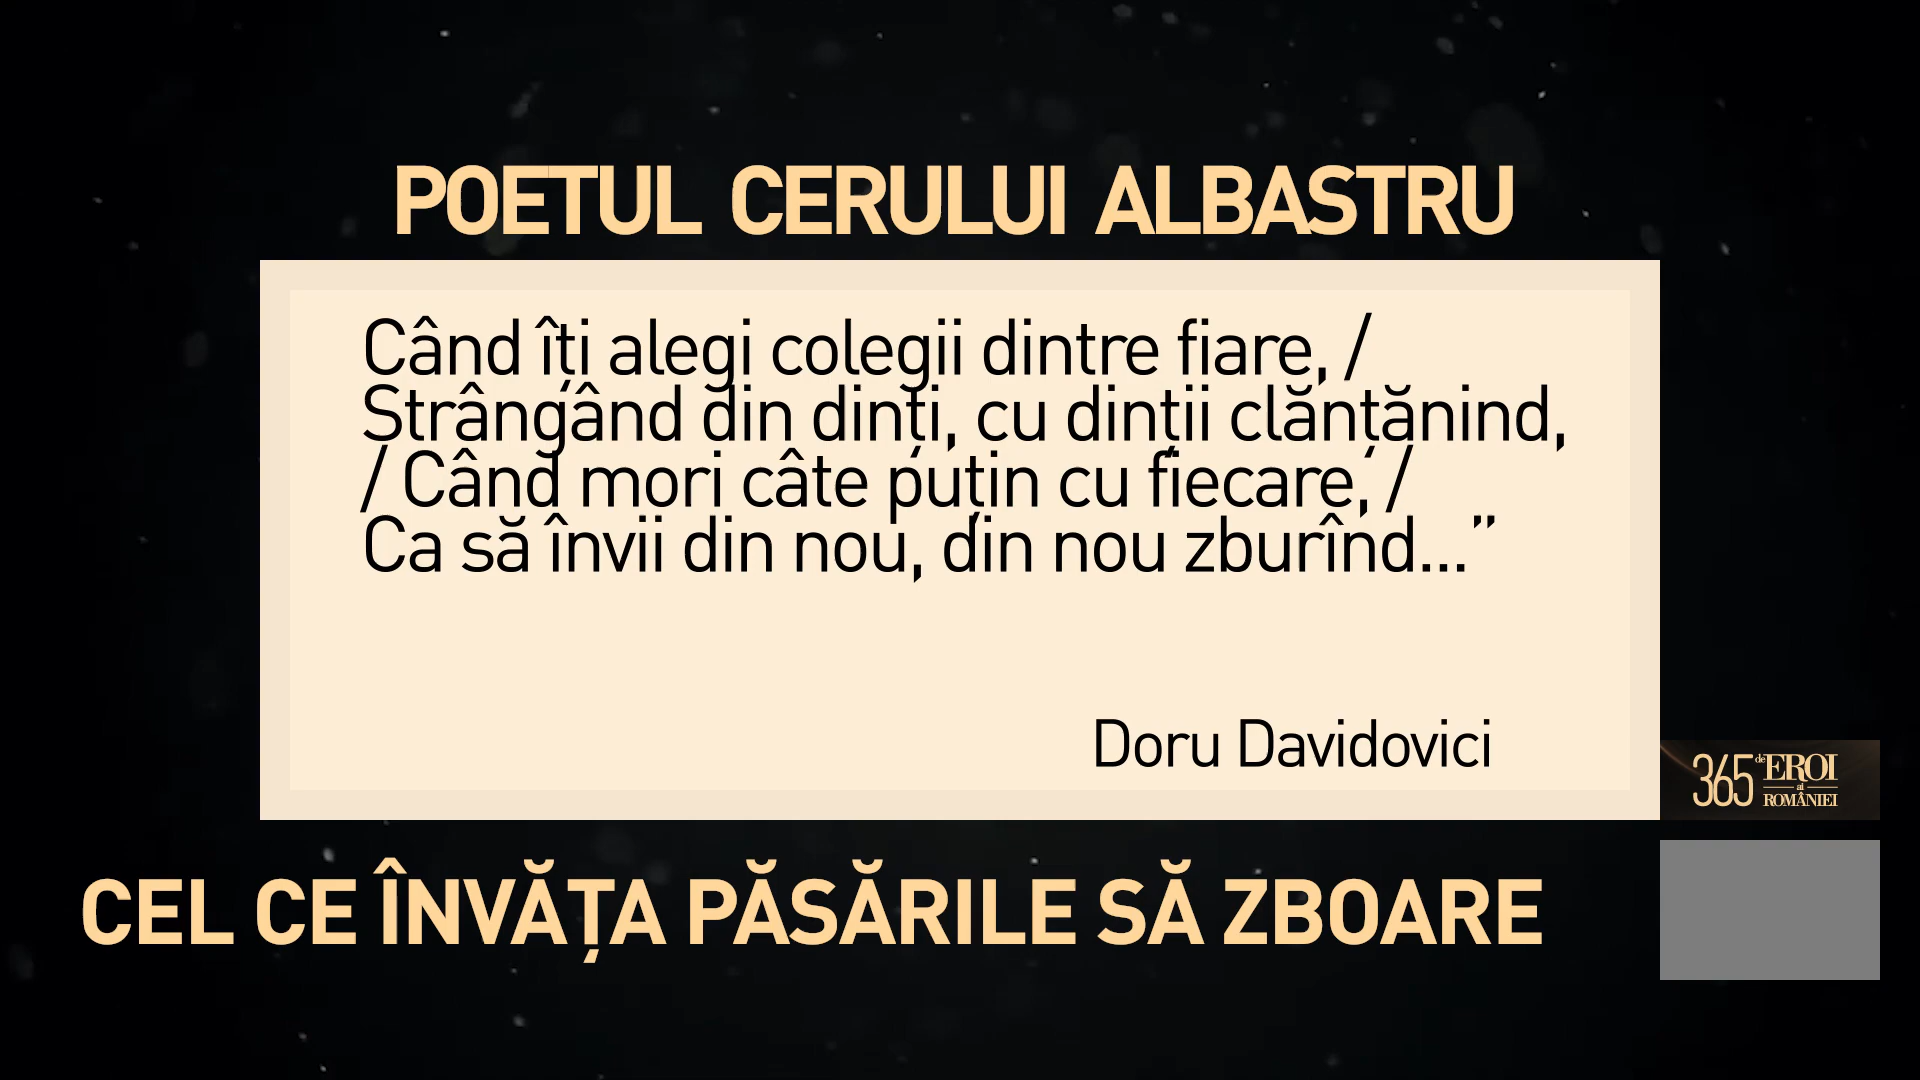 POETUL CERULUI ALBASTRU
Când îți alegi colegii dintre fiare, /
Strângând din dinți, cu dinții clănțănind,
/ Când mori câte puțin cu fiecare, /
Ca să învii din nou, din nou zburînd...”
Doru Davidovici
365 de EROI
ai
ROMÂNIEI
CEL CE ÎNVĂȚA PĂSĂRILE SĂ ZBOARE